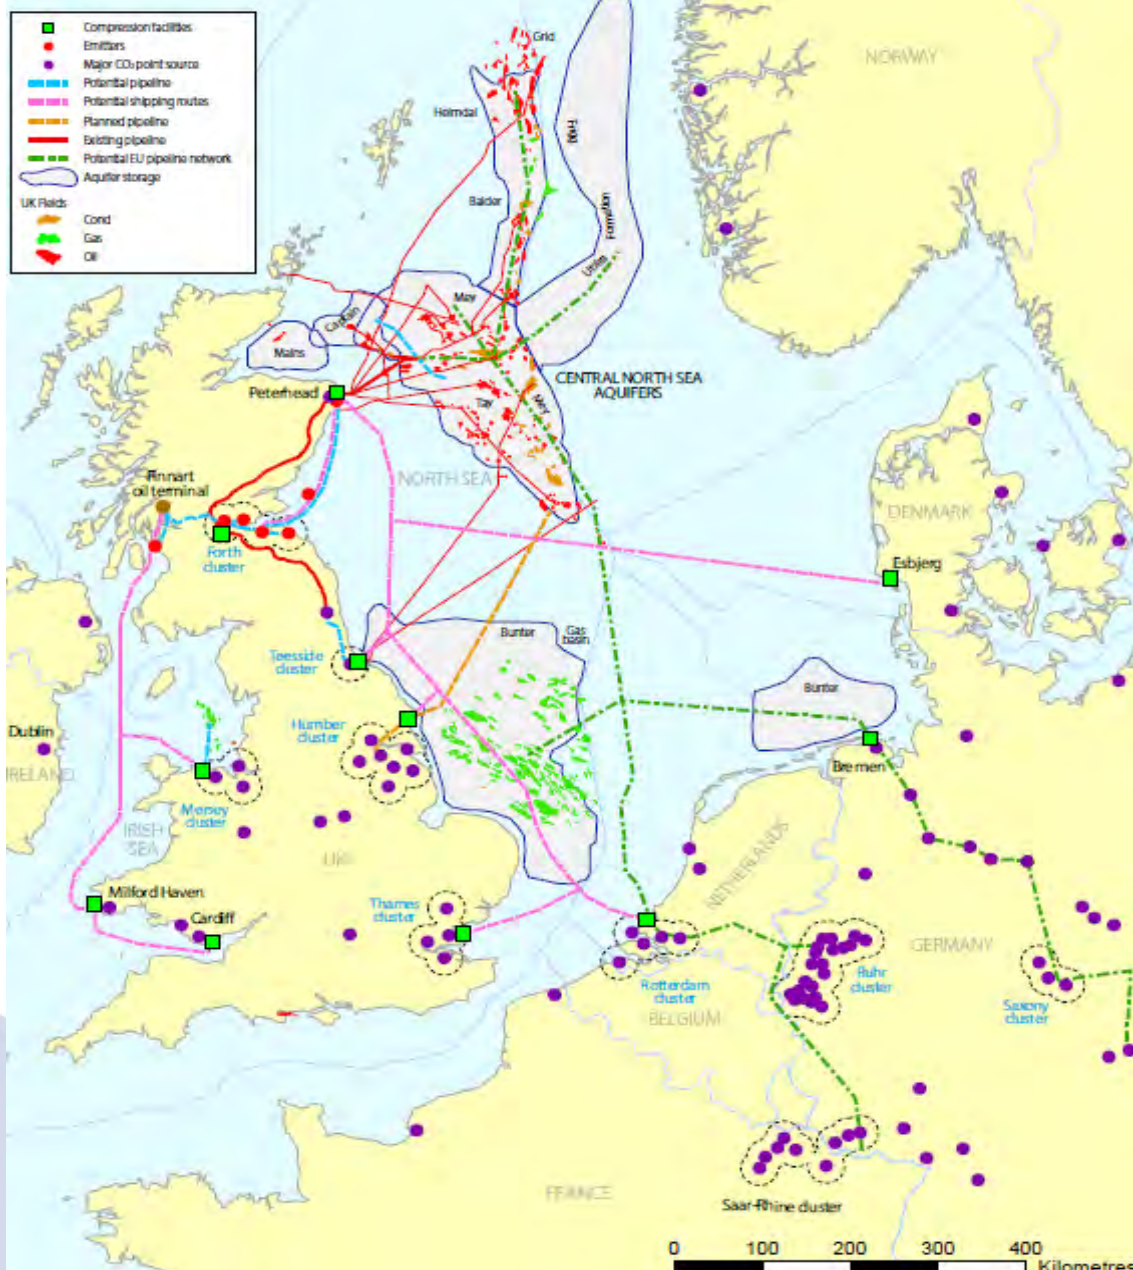 Compression facilities
Emitters
Major CO₂ point source
Potential pipeline
Potential shipping routes
Planned pipeline
Existing pipeline
Potential EU pipeline network
Aquifer storage
UK Fields
Cond
Gas
Oil
Grid
NORWAY
Heimdal
Frigg
Balder
Formation
Utsira
May
Captain
Mains
Peterhead
CENTRAL NORTH SEA
AQUIFERS
Tay
Mey
NORTH SEA
Finnart
oil terminal
DENMARK
Forth
cluster
Esbjerg
Bunter
Gas
basin
Teesside
cluster
Bunter
Humber
cluster
Dublin
IRELAND
Bremen
Mersey
cluster
IRISH
SEA
UK
NETHERLANDS
Milford Haven
Cardiff
Thames
cluster
GERMANY
Rotterdam
cluster
Ruhr
cluster
Saxony
cluster
BELGIUM
FRANCE
Saar-Rhine cluster
0 100 200 300 400
Kilometres